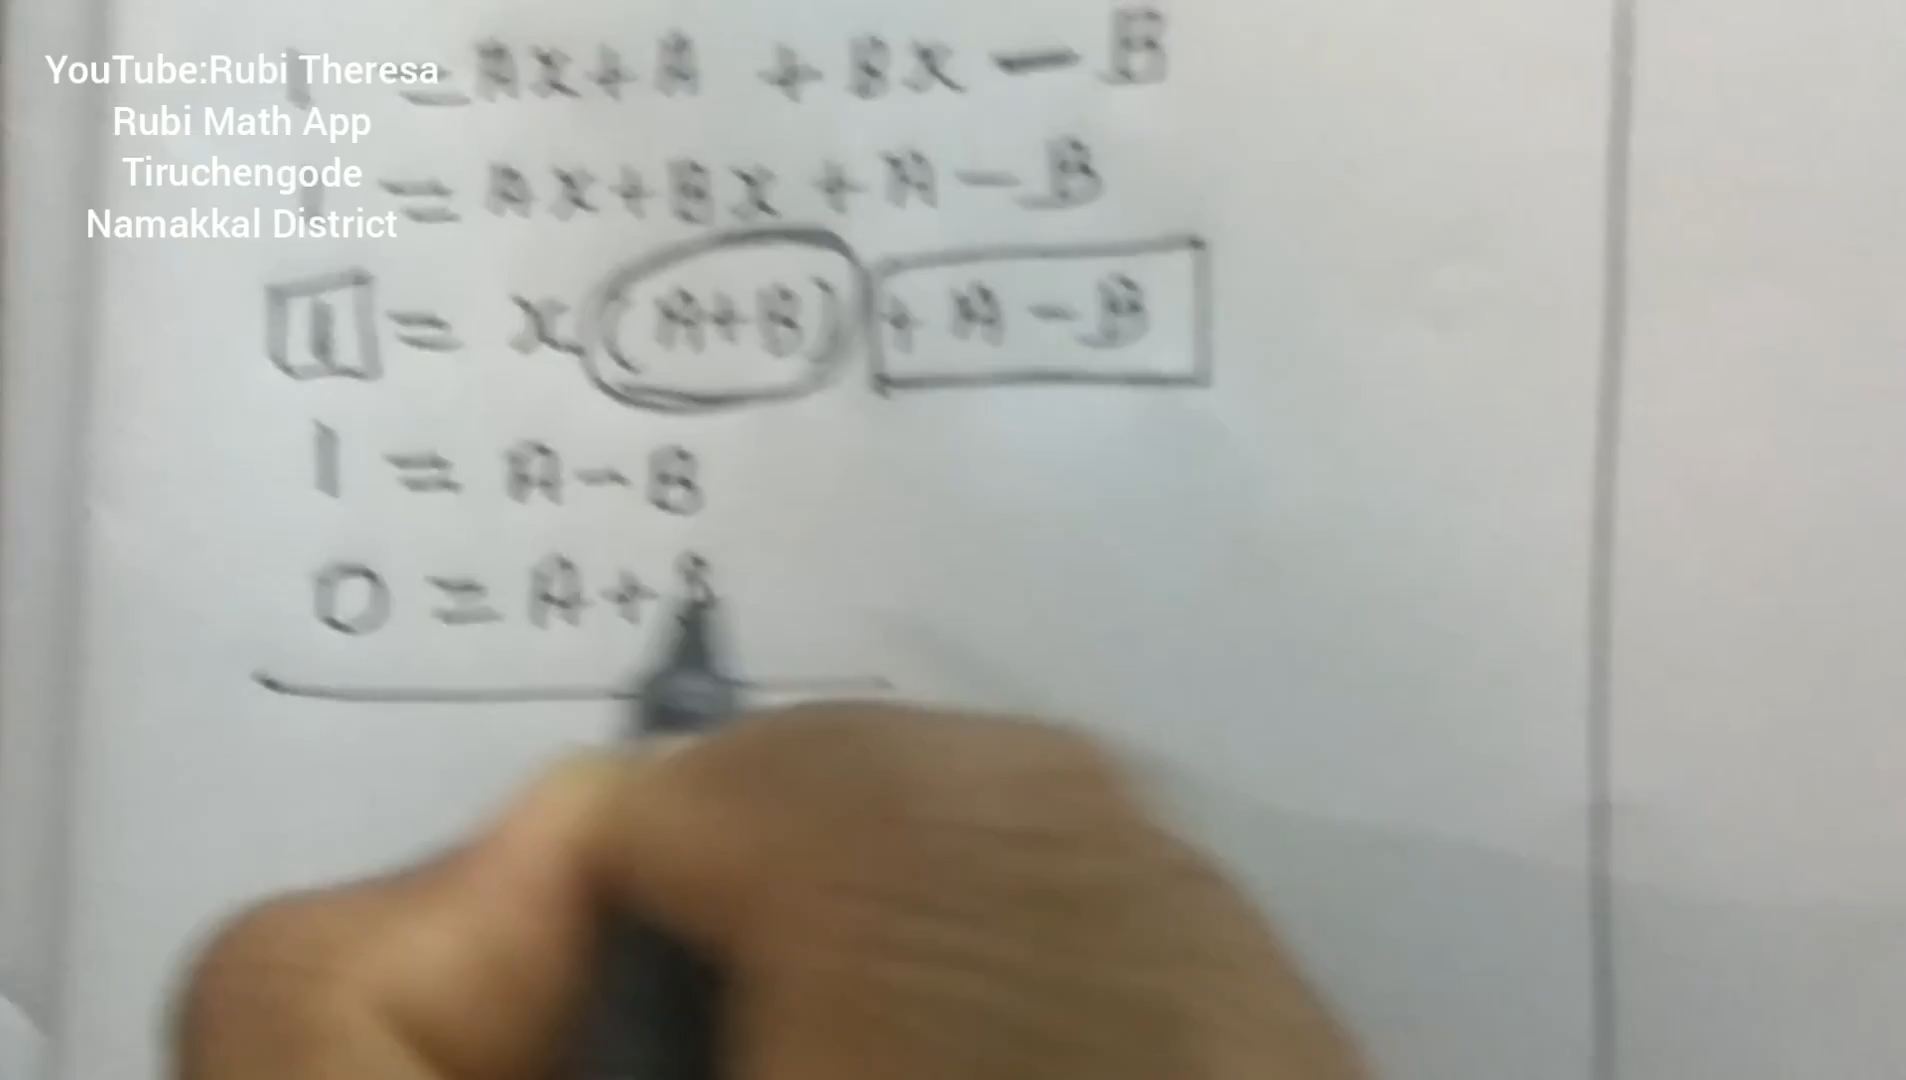 YouTube:Rubi Theresa
Rubi Math App
Tiruchengode
Namakkal District
1 = Ax + A + Bx - B
= Ax + Bx + A - B
1 = x (A+B) + A - B
1 = A - B
0 = A + B